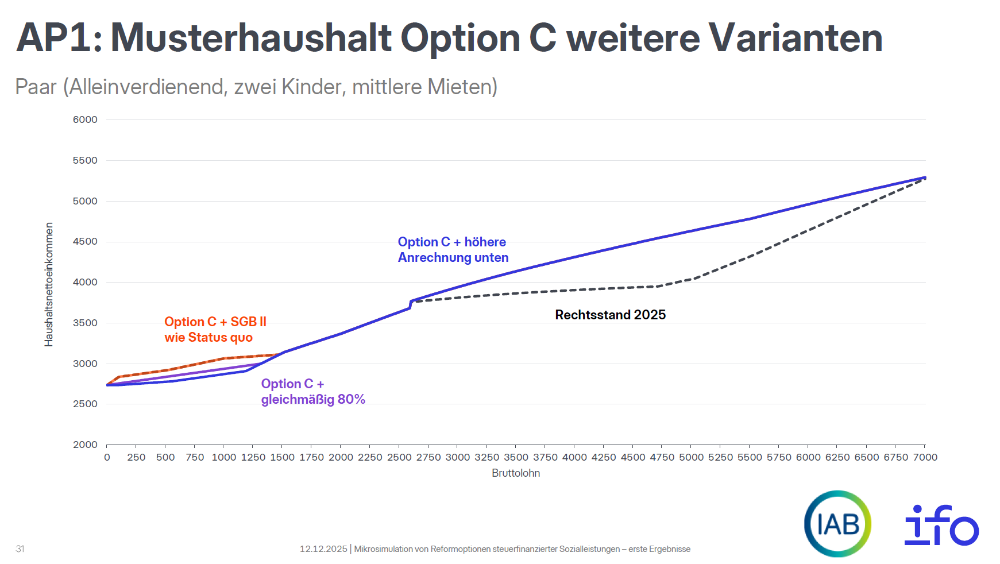 AP1: Musterhaushalt Option C weitere Varianten
Paar (Alleinverdienend, zwei Kinder, mittlere Mieten)
6000
5500
5000
4500
4000
3500
3000
2500
2000
Haushaltsnettoeinkommen
Option C + höhere
Anrechnung unten
Rechtsstand 2025
Option C + SGB II
wie Status quo
Option C +
gleichmäßig 80%
0 250 500 750 1000 1250 1500 1750 2000 2250 2500 2750 3000 3250 3500 3750 4000 4250 4500 4750 5000 5250 5500 5750 6000 6250 6500 6750 7000
Bruttolohn
IAB
ifo
31
12.12.2025 | Mikrosimulation von Reformoptionen steuerfinanzierter Sozialleistungen – erste Ergebnisse